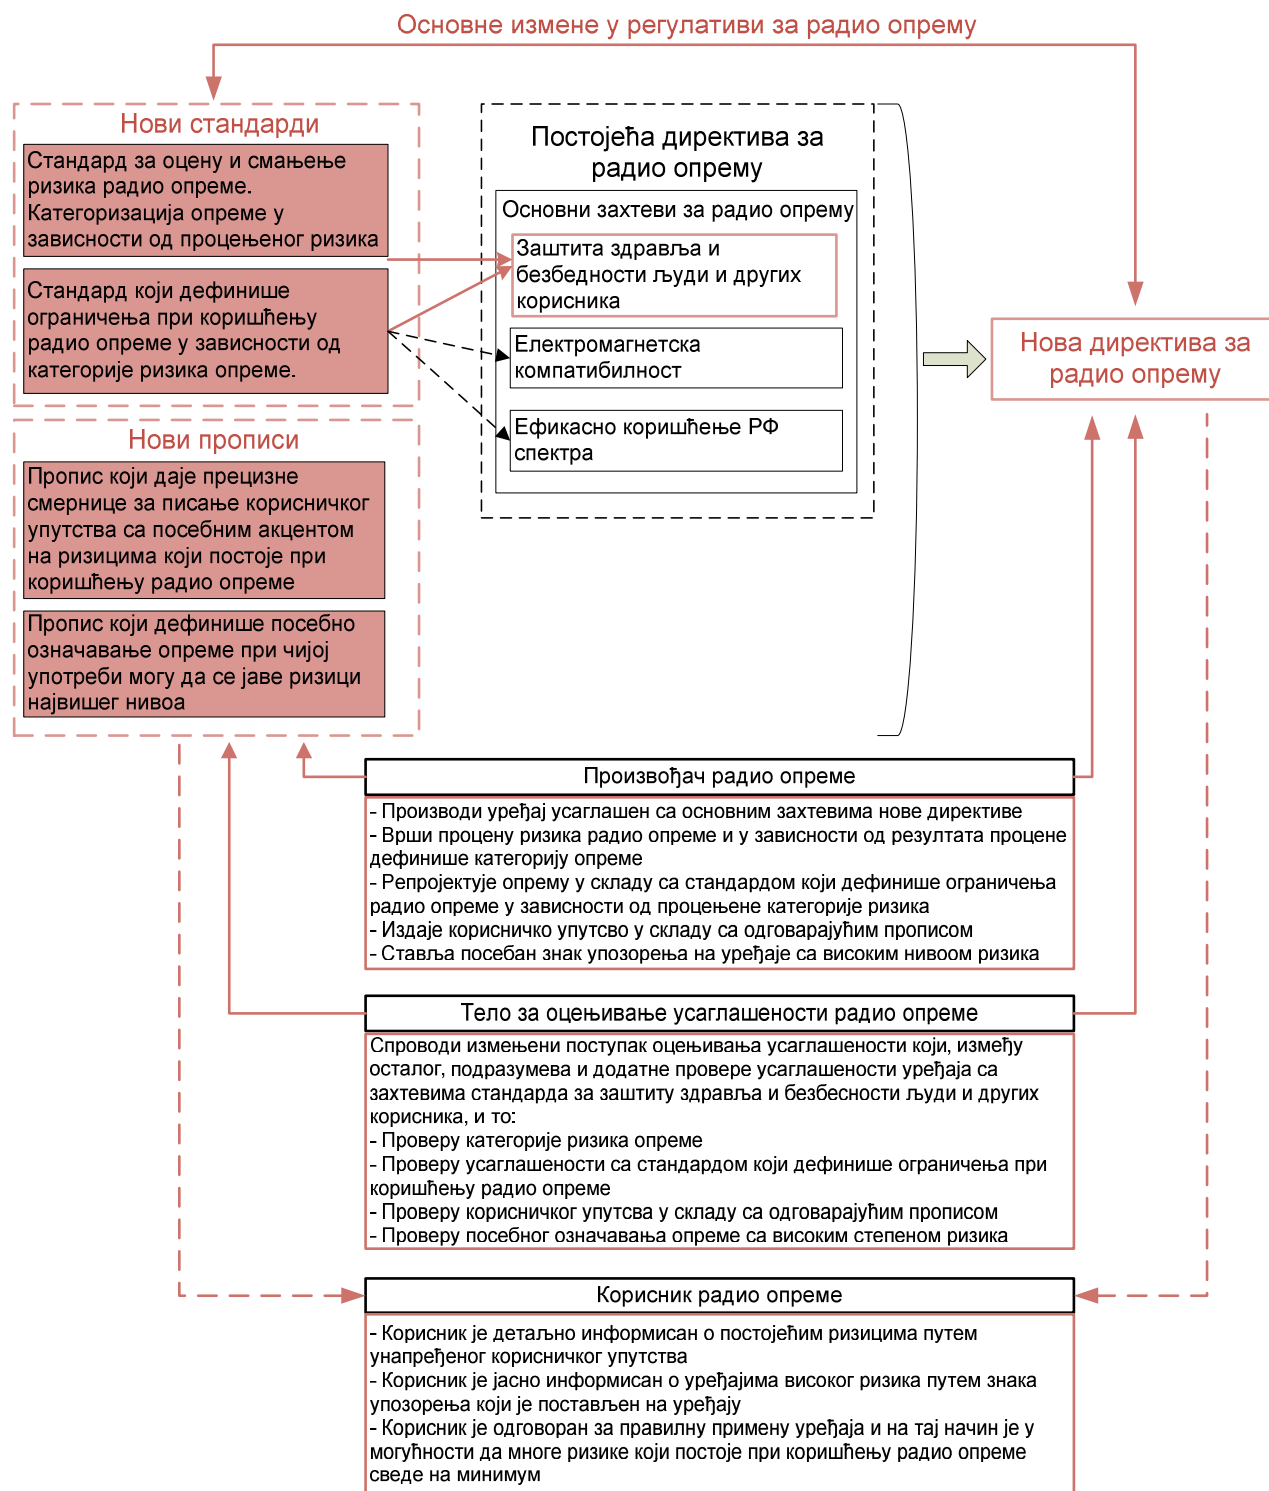 Основне измене у регулативи за радио опрему
Нови стандарди
Стандард за оцену и смањење
ризика радио опреме.
Категоризација опреме у
зависности од процењеног ризика
Стандард који дефинише
ограничења при коришћењу
радио опреме у зависности од
категорије ризика опреме.
Нови прописи
Пропис који даје прецизне
смернице за писање корисничког
упутства са посебним акцентом
на ризицима који постоје при
коришћењу радио опреме
Пропис који дефинише посебно
означавање опреме при чијој
употреби могу да се јаве ризици
највишег нивоа
Постојећа директива за
радио опрему
Основни захтеви за радио опрему
Заштита здравља и
безбедности људи и других
корисника
Електромагнетска
компатибилност
Ефикасно коришћење РФ
спектра
Нова директива за
радио опрему
Произвођач радио опреме
- Производи уређај усаглашен са основним захтевима нове директиве
- Врши процену ризика радио опреме и у зависности од резултата процене
дефинише категорију опреме
- Репројектује опрему у складу са стандардом који дефинише ограничења
радио опреме у зависности од процењене категорије ризика
- Издаје корисничко упутсво у складу са одговарајућим прописом
- Ставља посебан знак упозорења на уређаје са високим нивоом ризика
Тело за оцењивање усаглашености радио опреме
Спроводи измењени поступак оцењивања усаглашености који, између
осталог, подразумева и додатне провере усаглашености уређаја са
захтевима стандарда за заштиту здравља и безбесности људи и других
корисника, и то:
- Проверу категорије ризика опреме
- Проверу усаглашености са стандардом који дефинише ограничења при
коришћењу радио опреме
- Проверу корисничког упутсва у складу са одговарајућим прописом
- Проверу посебног означавања опреме са високим степеном ризика
Корисник радио опреме
- Корисник је детаљно информисан о постојећим ризицима путем
унапређеног корисничког упутства
- Корисник је јасно информисан о уређајима високог ризика путем знака
упозорења који је постављен на уређају
- Корисник је одговоран за правилну примену уређаја и на тај начин је у
могућности да многе ризике који постоје при коришћењу радио опреме
сведе на минимум